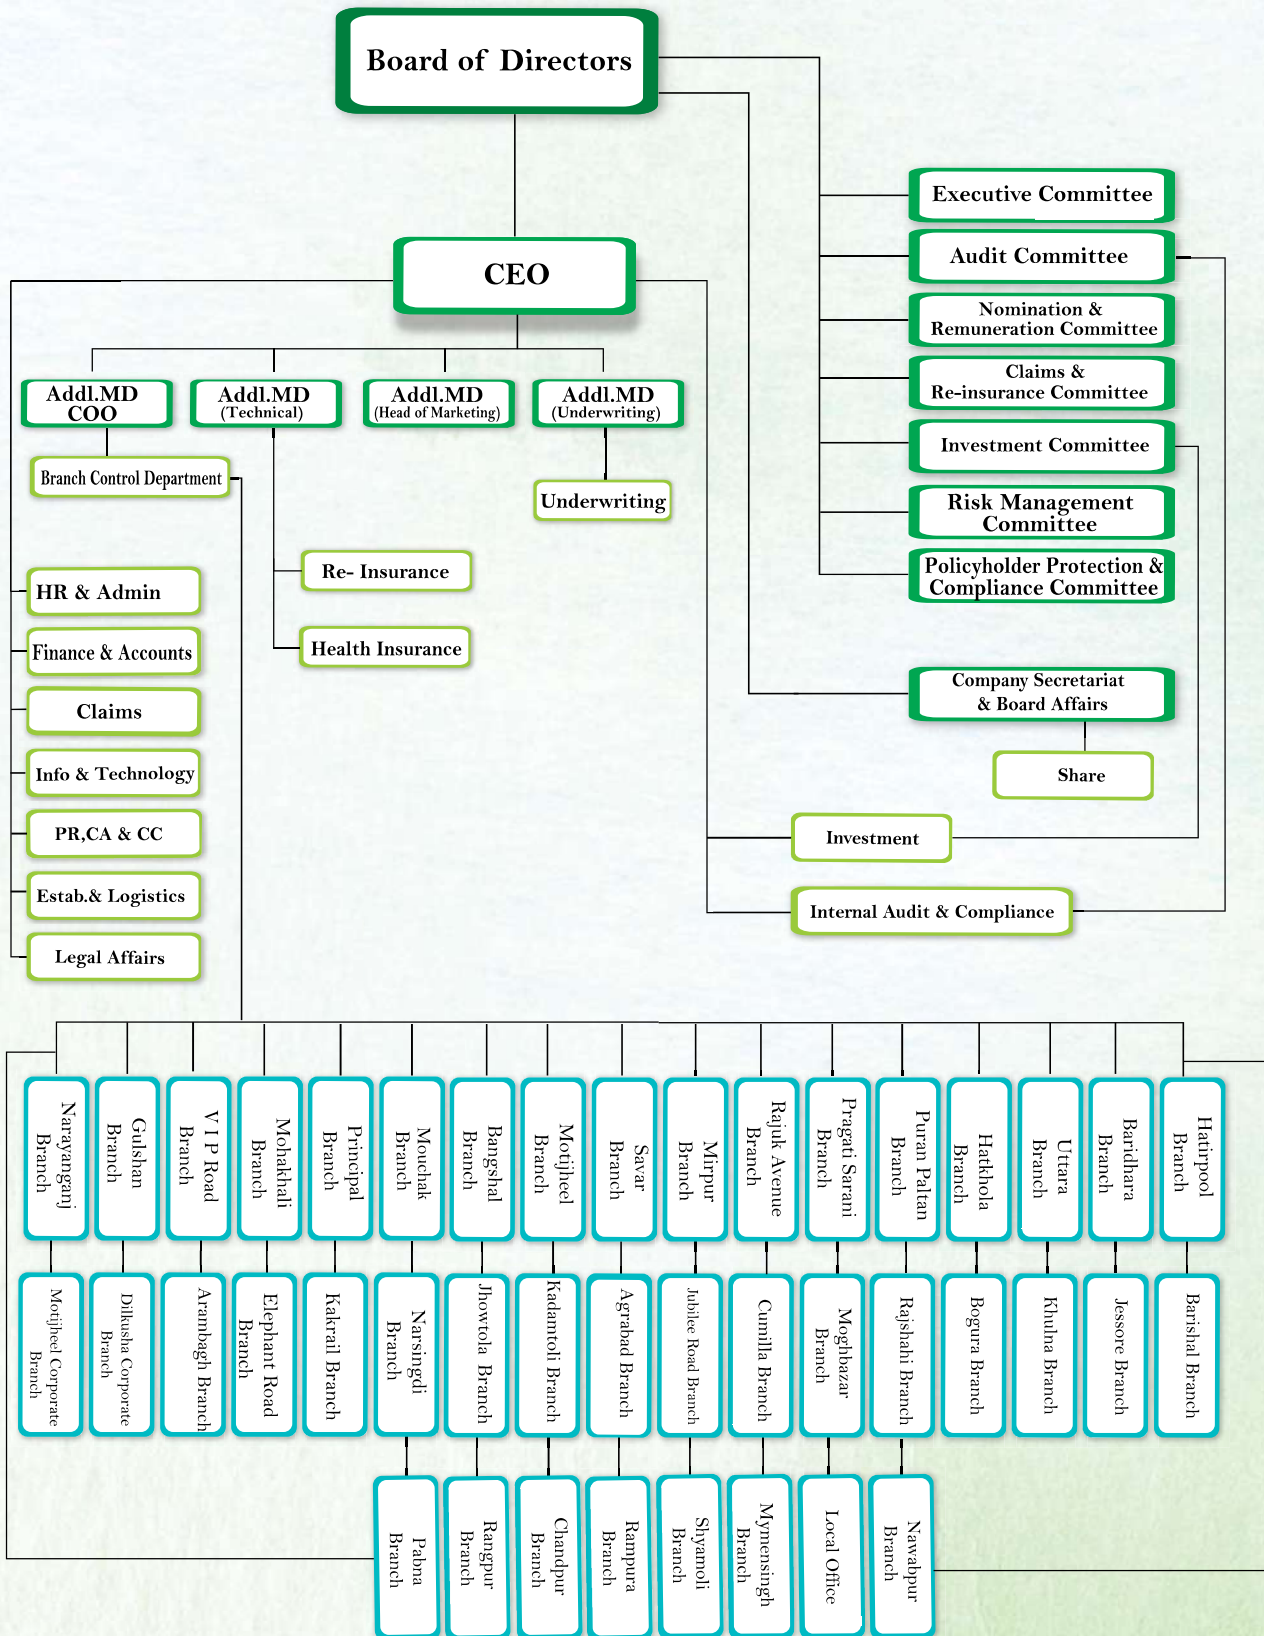 Board of Directors
Executive Committee
Audit Committee
CEO
Nomination &
Remuneration Committee
Claims &
Re-insurance Committee
Addl.MD
COO
Addl.MD
(Technical)
Addl.MD
(Head of Marketing)
Addl.MD
(Underwriting)
Investment Committee
Branch Control Department
Underwriting
Risk Management
Committee
Re- Insurance
Policyholder Protection &
Compliance Committee
HR & Admin
Finance & Accounts
Health Insurance
Claims
Company Secretariat
& Board Affairs
Info & Technology
Share
PR,CA & CC
Investment
Estab.& Logistics
Internal Audit & Compliance
Legal Affairs
Narayanganj
Branch
Gulshan
Branch
V I P Road
Branch
Mohakhali
Branch
Principal
Branch
Mouchak
Branch
Bangshal
Branch
Motijheel
Branch
Savar
Branch
Mirpur
Branch
Rajuk Avenue
Branch
Pragati Sarani
Branch
Puran Paltan
Branch
Hatkhola
Branch
Uttara
Branch
Baridhara
Branch
Hatirpool
Branch
Motijheel Corporate
Branch
Dilkusha Corporate
Branch
Arambagh Branch
Elephant Road
Branch
Kakrail Branch
Narsingdi
Branch
Jhowtola Branch
Kadamtoli Branch
Agrabad Branch
Jubilee Road Branch
Cumilla Branch
Moghbazar
Branch
Rajshahi Branch
Bogura Branch
Khulna Branch
Jessore Branch
Barishal Branch
Pabna
Branch
Rangpur
Branch
Chandpur
Branch
Rampura
Branch
Shyamoli
Branch
Mymensingh
Branch
Local Office
Nawabpur
Branch